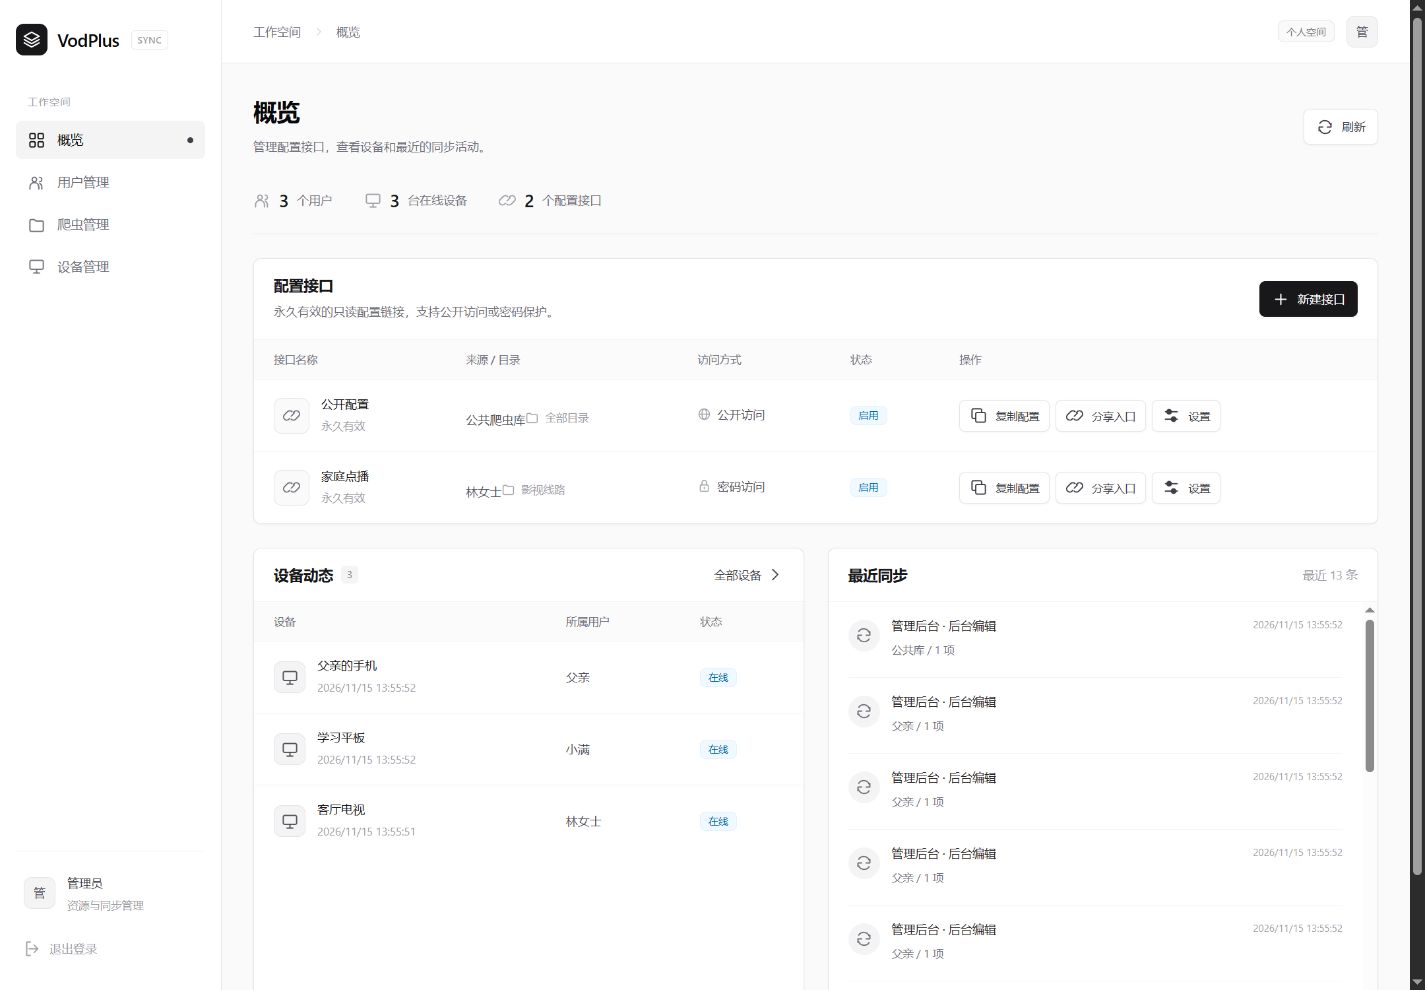 VodPlus SYNC
工作空间
概览
用户管理
爬虫管理
设备管理
管
管理员
资源与同步管理
退出登录
工作空间 概览
个人空间 管
概览
管理配置接口，查看设备和最近的同步活动。
刷新
3 个用户 3 台在线设备 2 个配置接口
配置接口
永久有效的只读配置链接，支持公开访问或密码保护。
新建接口
接口名称 来源 / 目录 访问方式 状态 操作
公开配置
永久有效
公共爬虫库 全部目录 公开访问 启用 复制配置 分享入口 设置
家庭点播
永久有效
林女士 影视线路 密码访问 启用 复制配置 分享入口 设置
设备动态 3 全部设备
设备 所属用户 状态
父亲的手机
2026/11/15 13:55:52
父亲 在线
学习平板
2026/11/15 13:55:52
小满 在线
客厅电视
2026/11/15 13:55:51
林女士 在线
最近同步 最近 13 条
管理后台 · 后台编辑 2026/11/15 13:55:52
公共库 / 1 项
管理后台 · 后台编辑 2026/11/15 13:55:52
父亲 / 1 项
管理后台 · 后台编辑 2026/11/15 13:55:52
父亲 / 1 项
管理后台 · 后台编辑 2026/11/15 13:55:52
父亲 / 1 项
管理后台 · 后台编辑 2026/11/15 13:55:52
父亲 / 1 项